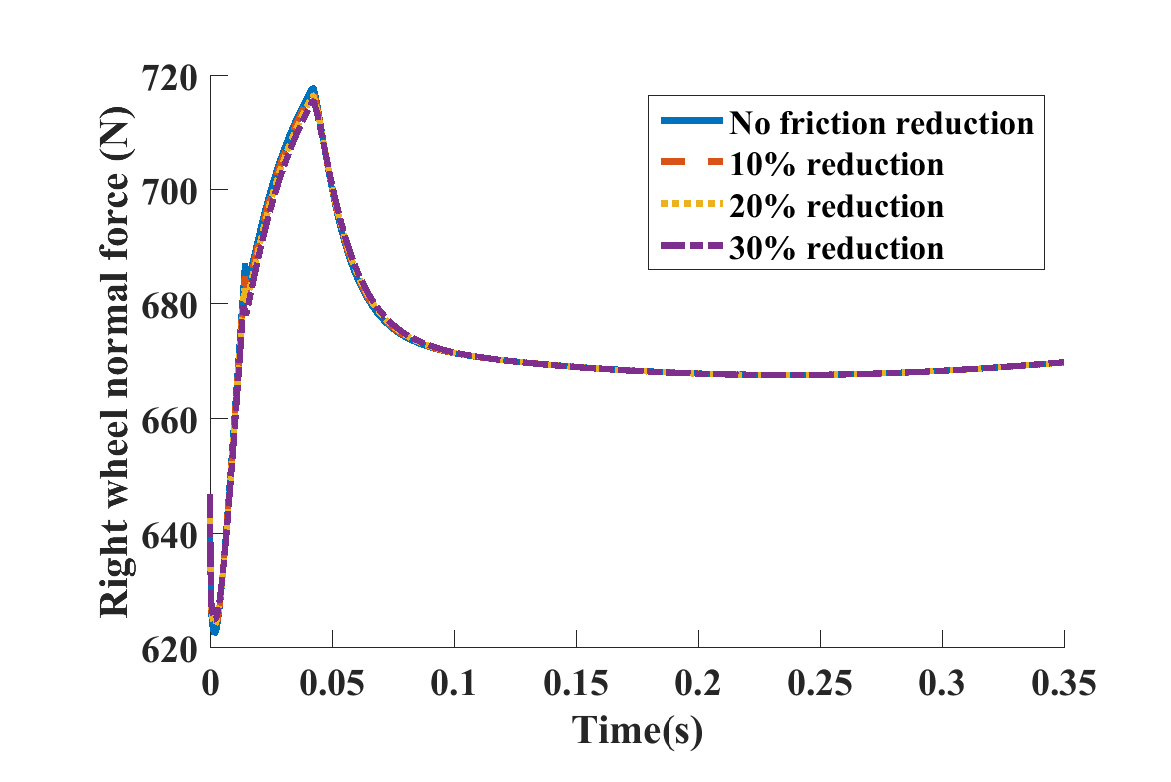 Right wheel normal force (N)
720
700
680
660
640
620
No friction reduction
10% reduction
20% reduction
30% reduction
0 0.05 0.1 0.15 0.2 0.25 0.3 0.35
Time(s)